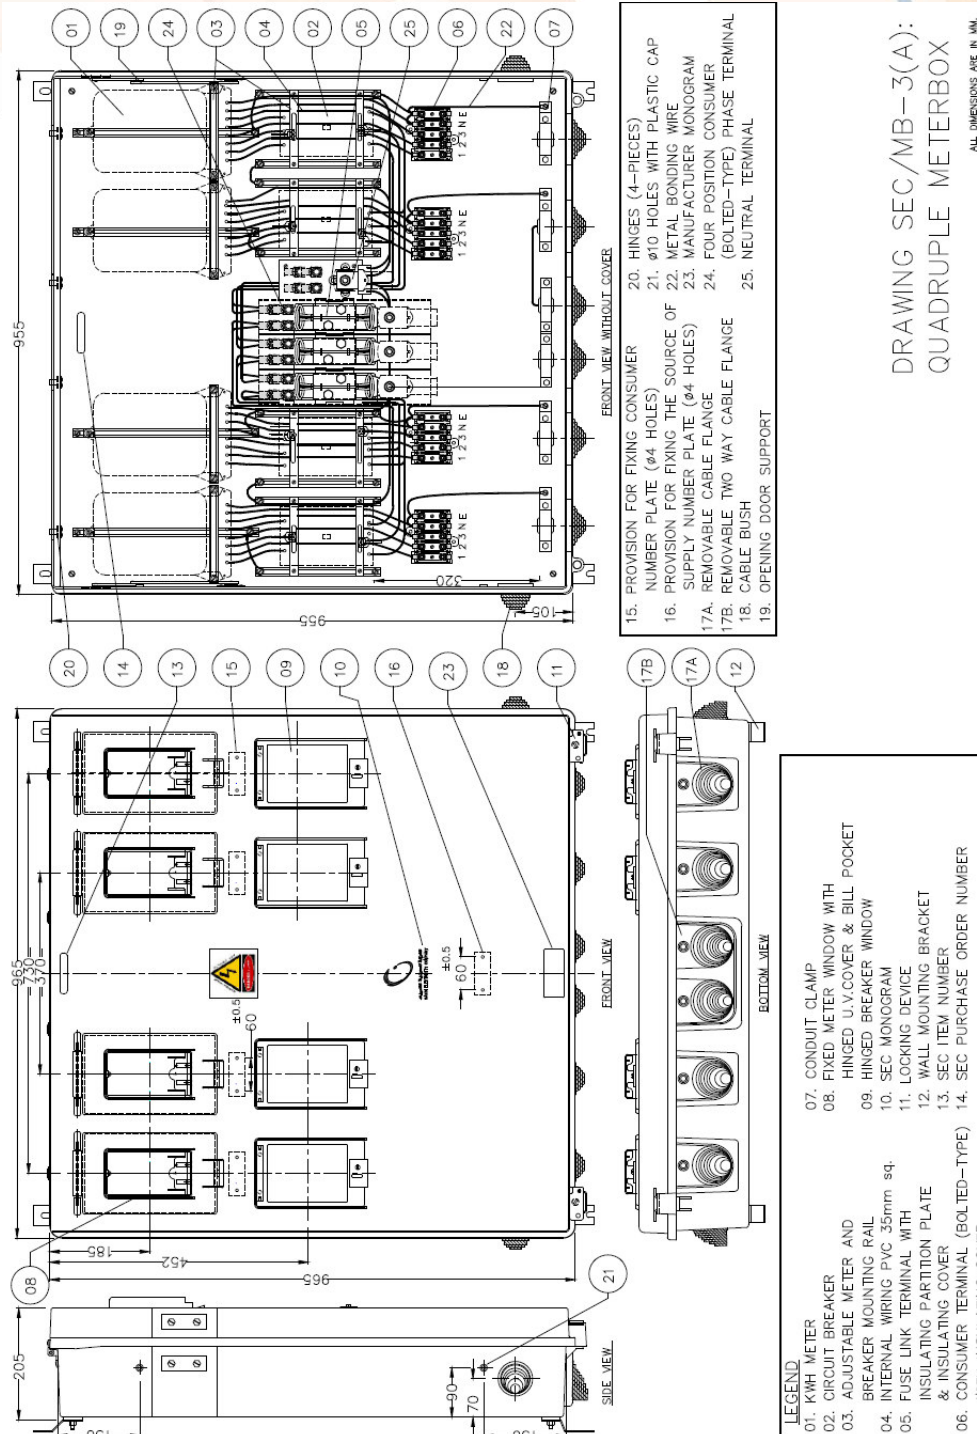 DRAWING SEC/MB-3(A):
QUADRUPLE METERBOX
ALL DIMENSIONS ARE IN MM.
205
SIDE VIEW
90
70
21
08
185
452
965
965
730
370
±0.5
60
±0.5
60
FRONT VIEW
20
14
13
15
09
10
16
23
18
11
955
955
320
105
1 2 3 N E
1 2 3 N E
1 2 3 N E
1 2 3 N E
FRONT VIEW WITHOUT COVER
01
19
24
03
04
02
05
25
06
22
07
17B
17A
12
BOTTOM VIEW
LEGEND
01. KWH METER
02. CIRCUIT BREAKER
03. ADJUSTABLE METER AND
BREAKER MOUNTING RAIL
04. INTERNAL WIRING PVC 35mm sq.
05. FUSE LINK TERMINAL WITH
INSULATING PARTITION PLATE
& INSULATING COVER
06. CONSUMER TERMINAL (BOLTED-TYPE)
07. CONDUIT CLAMP
08. FIXED METER WINDOW WITH
HINGED U.V.COVER & BILL POCKET
09. HINGED BREAKER WINDOW
10. SEC MONOGRAM
11. LOCKING DEVICE
12. WALL MOUNTING BRACKET
13. SEC ITEM NUMBER
14. SEC PURCHASE ORDER NUMBER
15. PROVISION FOR FIXING CONSUMER
NUMBER PLATE (ø4 HOLES)
16. PROVISION FOR FIXING THE SOURCE OF
SUPPLY NUMBER PLATE (ø4 HOLES)
17A. REMOVABLE CABLE FLANGE
17B. REMOVABLE TWO WAY CABLE FLANGE
18. CABLE BUSH
19. OPENING DOOR SUPPORT
20. HINGES (4-PIECES)
21. ø10 HOLES WITH PLASTIC CAP
22. METAL BONDING WIRE
23. MANUFACTURER MONOGRAM
24. FOUR POSITION CONSUMER
(BOLTED-TYPE) PHASE TERMINAL
25. NEUTRAL TERMINAL